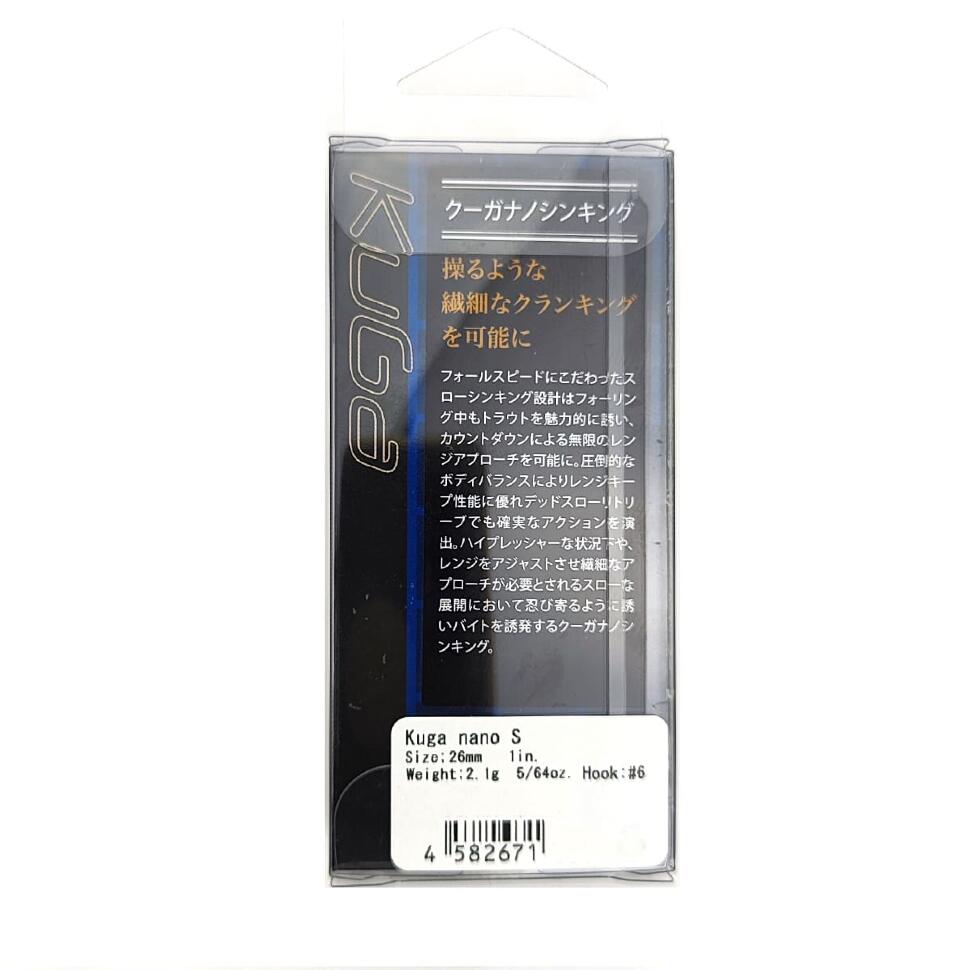 KUGa
クーガナノシンキング
操るような
繊細なクランキング
を可能に
フォールスピードにこだわったス
ローシンキング設計はフォーリン
グ中もトラウトを魅力的に誘い、
カウントダウンによる無限のレン
ジアプローチを可能に。圧倒的な
ボディバランスによりレンジキー
プ性能に優れデッドスローリトリ
ーブでも確実なアクションを演
出。ハイプレッシャーな状況下や、
レンジをアジャストさせ繊細なア
プローチが必要とされるスローな
展開において忍び寄るように誘
いバイトを誘発するクーガナノシ
ンキング。
Kuga nano S
Size:26mm 1in.
Weight:2.1g 5/64oz. Hook:#6
4 582671